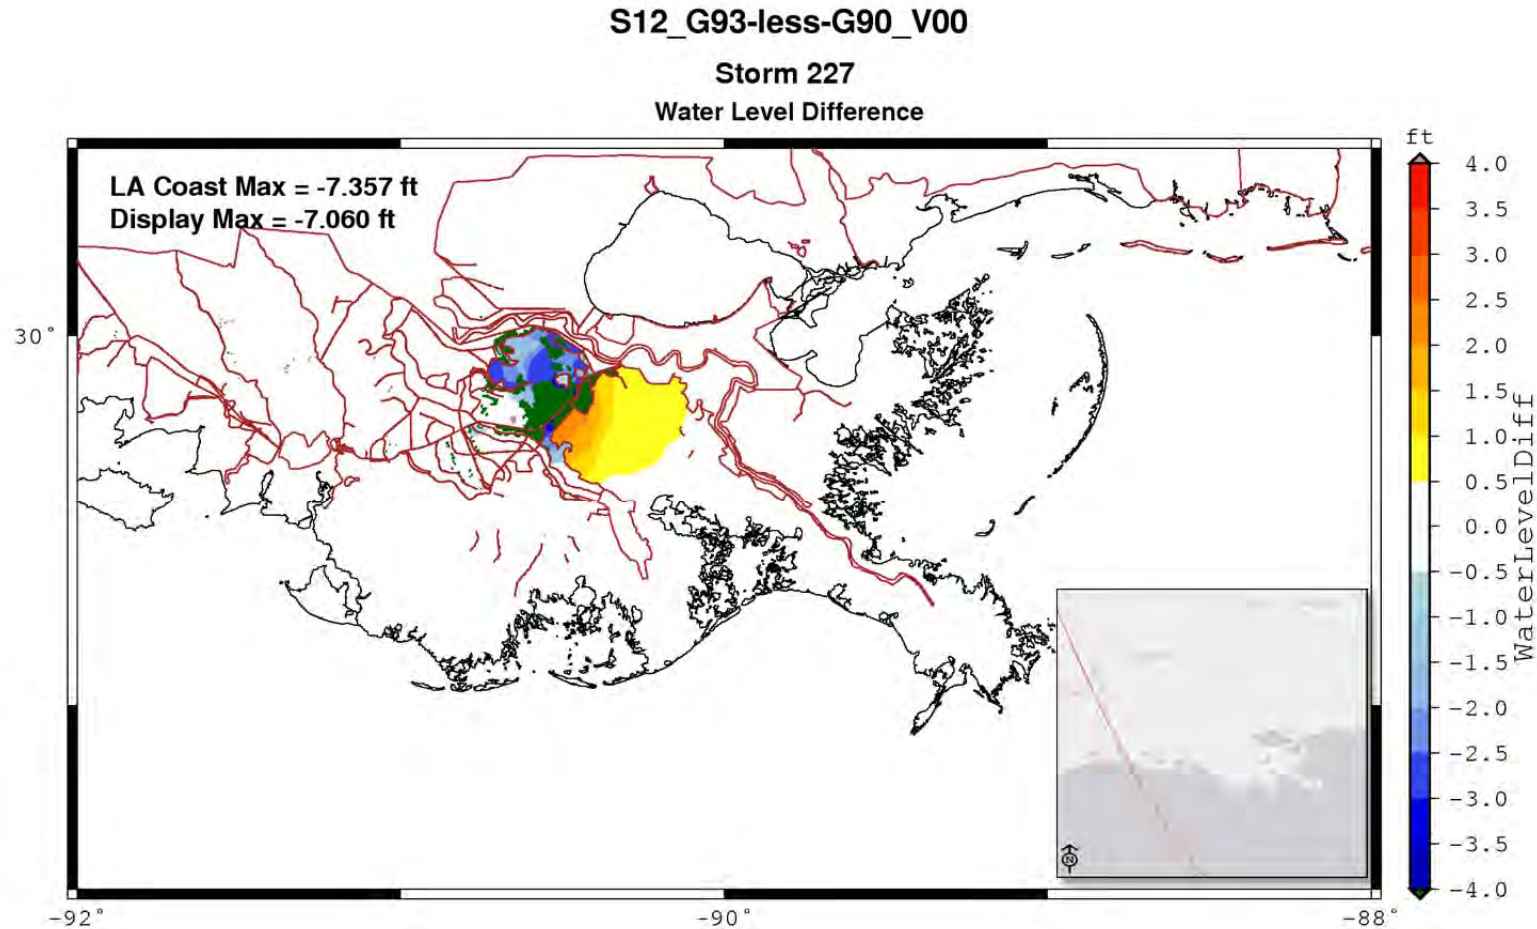 S12_G93-less-G90_V00
Storm 227
Water Level Difference
LA Coast Max = -7.357 ft
Display Max = -7.060 ft
ft
4.0
3.5
3.0
2.5
2.0
1.5
1.0
0.5
0.0
-0.5
-1.0
-1.5
-2.0
-2.5
-3.0
-3.5
-4.0
WaterLevelDiff
30°
-92°
-90°
-88°
N